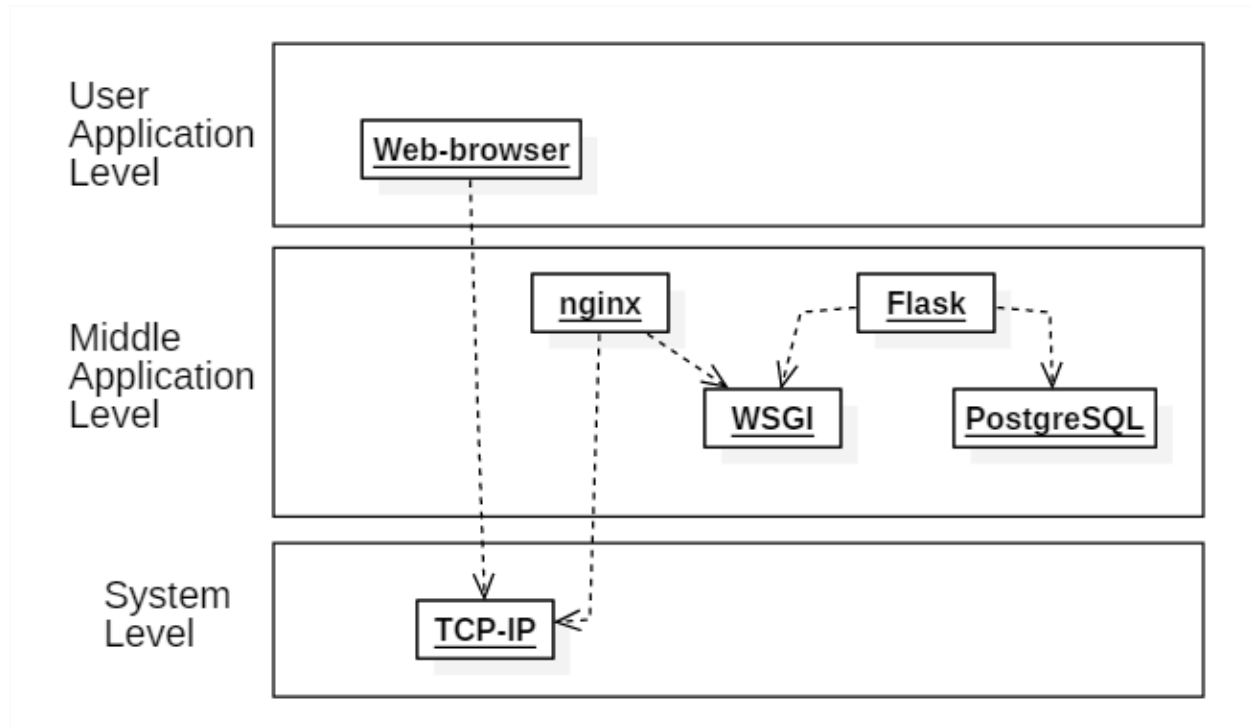 User
Application
Level
Web-browser
Middle
Application
Level
nginx
Flask
WSGI
PostgreSQL
System
Level
TCP-IP